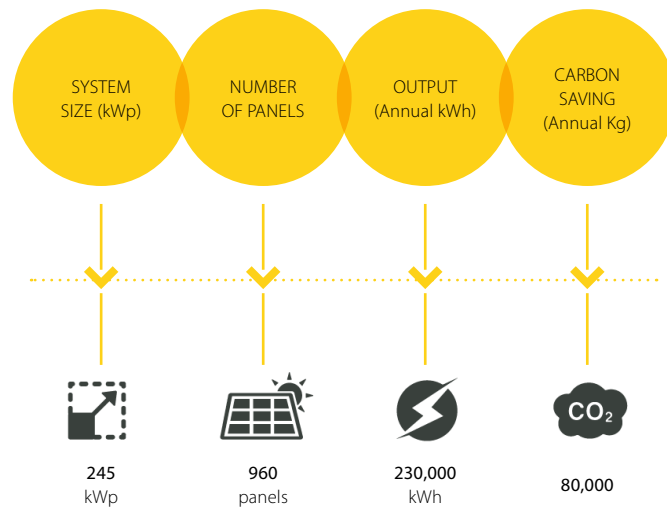 SYSTEM
SIZE (kWp)
NUMBER
OF PANELS
OUTPUT
(Annual kWh)
CARBON
SAVING
(Annual Kg)
CO₂
245
kWp
960
panels
230,000
kWh
80,000